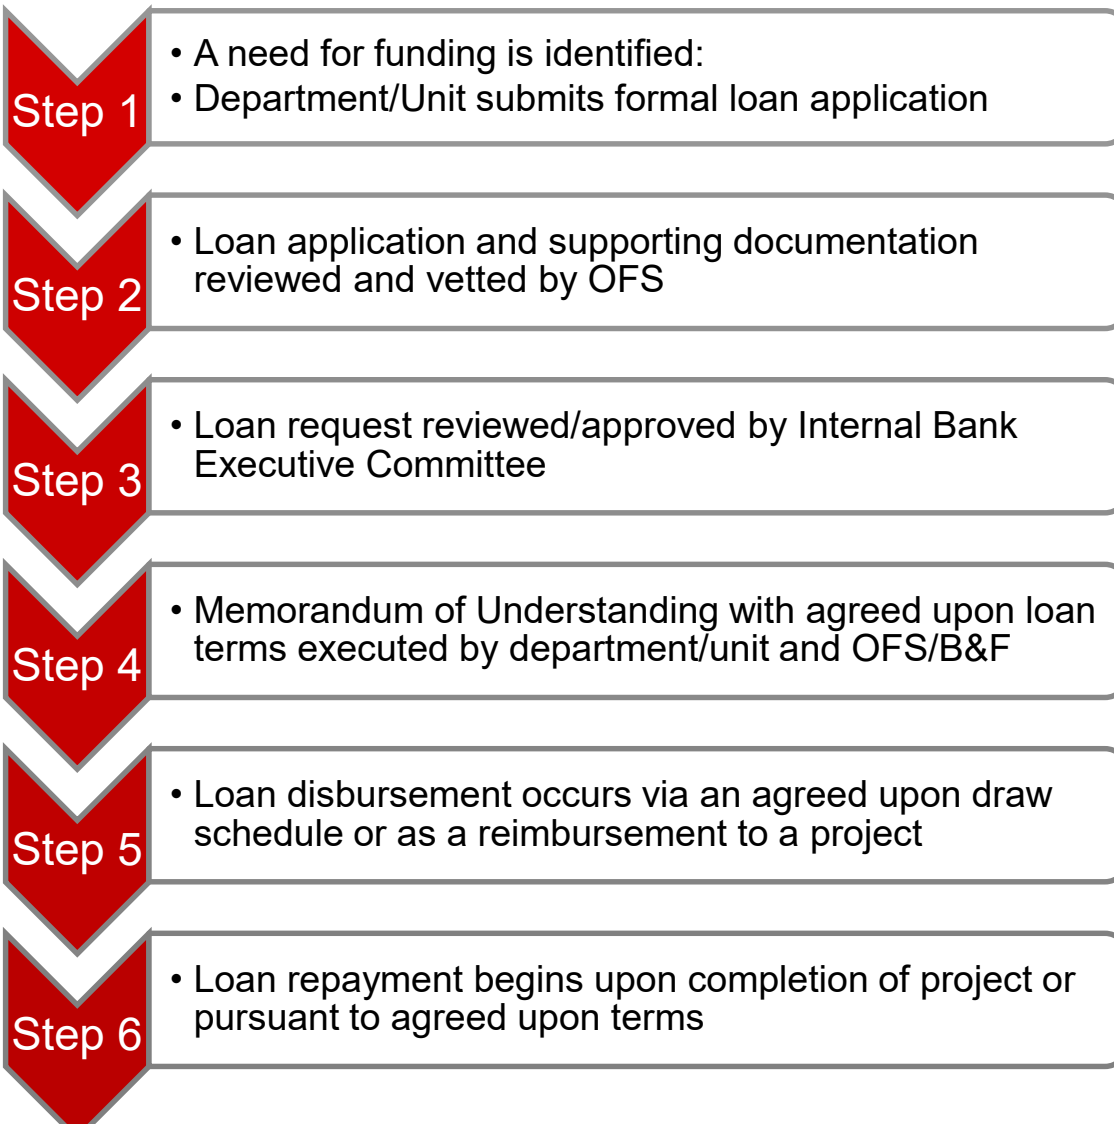 Step 1
• A need for funding is identified:
• Department/Unit submits formal loan application
Step 2
• Loan application and supporting documentation
reviewed and vetted by OFS
Step 3
• Loan request reviewed/approved by Internal Bank
Executive Committee
Step 4
• Memorandum of Understanding with agreed upon loan
terms executed by department/unit and OFS/B&F
Step 5
• Loan disbursement occurs via an agreed upon draw
schedule or as a reimbursement to a project
Step 6
• Loan repayment begins upon completion of project or
pursuant to agreed upon terms